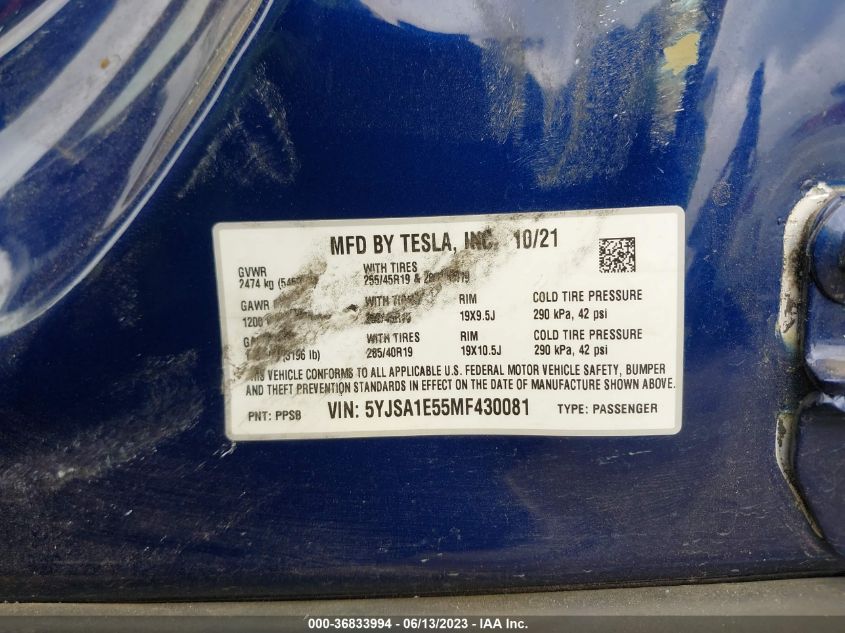 MFD BY TESLA, INC. 10/21
GVWR
2474 kg
WITH TIRES
255/45R19 &
GAWR
1200
WITH TIRES
RIM
19X9.5J
COLD TIRE PRESSURE
290 kPa, 42 psi
(3196 lb)
WITH TIRES
285/40R19
RIM
19X10.5J
COLD TIRE PRESSURE
290 kPa, 42 psi
THIS VEHICLE CONFORMS TO ALL APPLICABLE U.S. FEDERAL MOTOR VEHICLE SAFETY, BUMPER
AND THEFT PREVENTION STANDARDS IN EFFECT ON THE DATE OF MANUFACTURE SHOWN ABOVE.
PNT: PPSB VIN: 5YJSA1E55MF430081 TYPE: PASSENGER
000-36833994 - 06/13/2023 - IAA Inc.